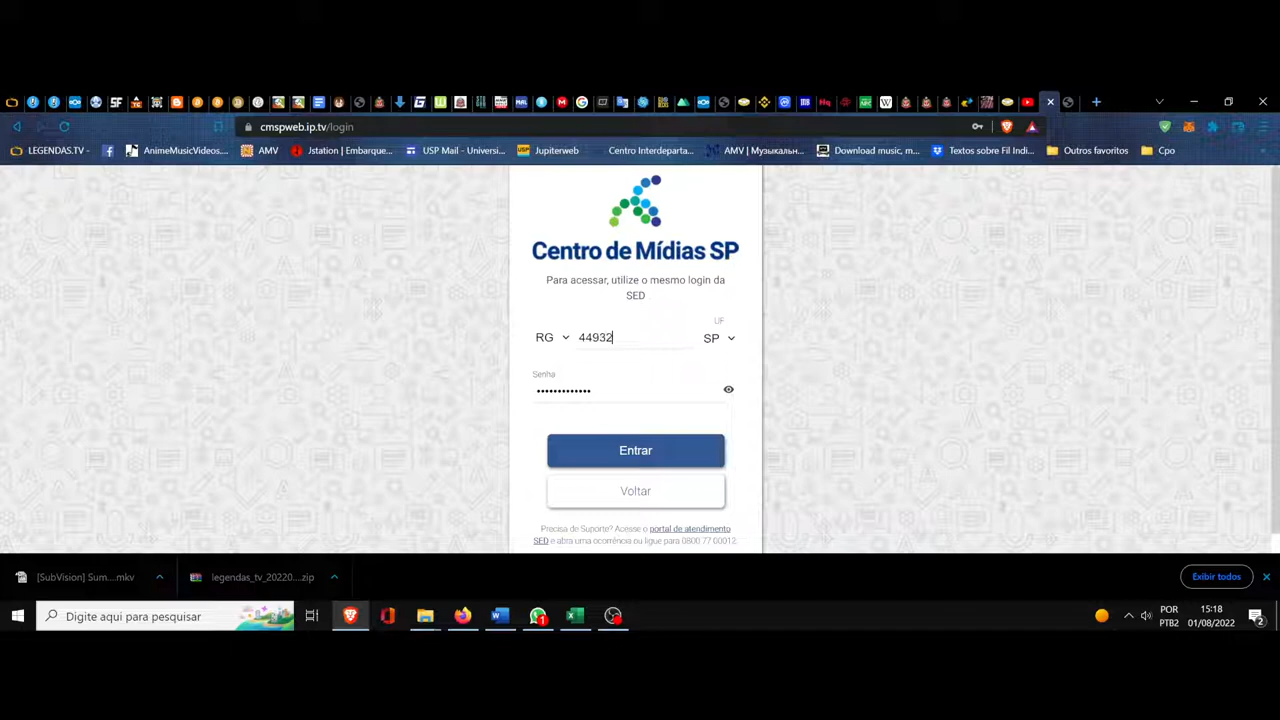 cmspweb.ip.tv/login
LEGENDAS.TV -
AnimeMusicVideos...
AMV
Jstation | Embarque...
USP Mail - Universi...
Jupiterweb
Centro Interdeparta...
AMV | Музыкальн...
Download music, m...
Textos sobre Fil Indi...
Outros favoritos
Cpo
Centro de Mídias SP
Para acessar, utilize o mesmo login da
SED
UF
RG 44932 SP
Senha
•••••••••••••
Entrar
Voltar
Precisa de Suporte? Acesse o portal de atendimento
SED e abra uma ocorrência ou ligue para 0800 77 00012.
[SubVision] Sum....mkv
legendas_tv_20220....zip
Exibir todos
Digite aqui para pesquisar
POR
PTB2
15:18
01/08/2022